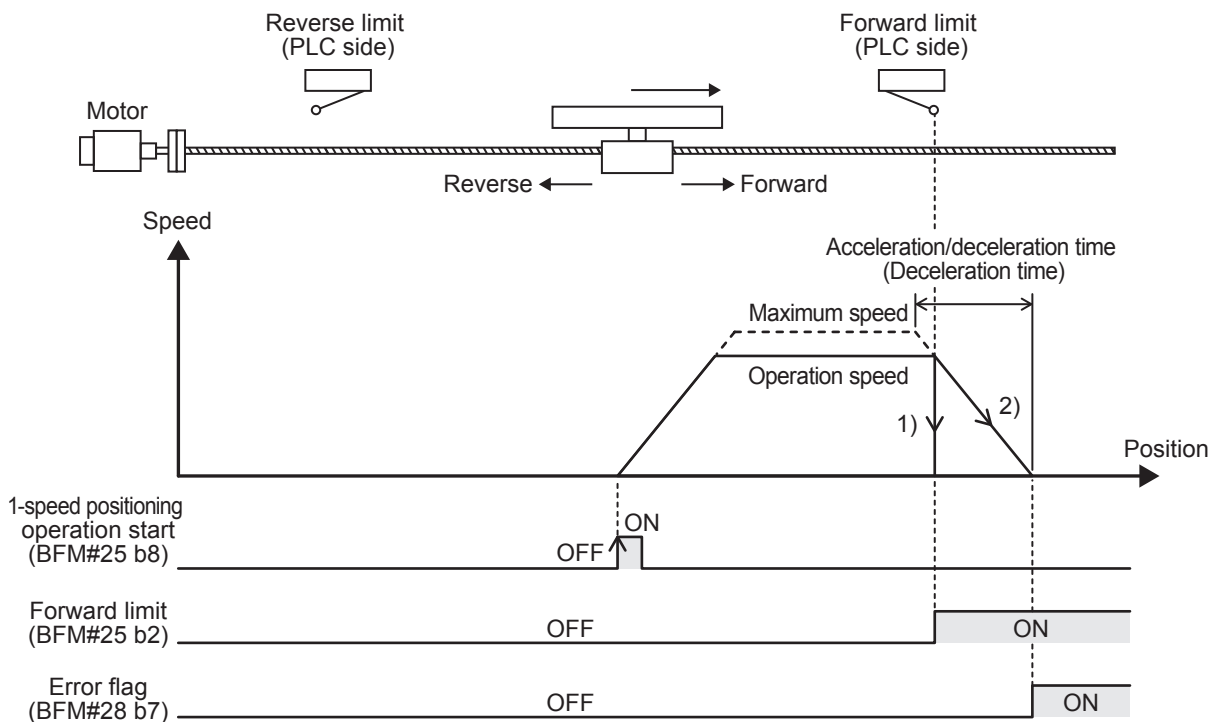 Reverse limit
(PLC side)
Forward limit
(PLC side)
Motor
Reverse
Forward
Speed
Acceleration/deceleration time
(Deceleration time)
Maximum speed
Operation speed
1)
2)
Position
1-speed positioning
operation start
(BFM#25 b8)
OFF
ON
Forward limit
(BFM#25 b2)
OFF
ON
Error flag
(BFM#28 b7)
OFF
ON